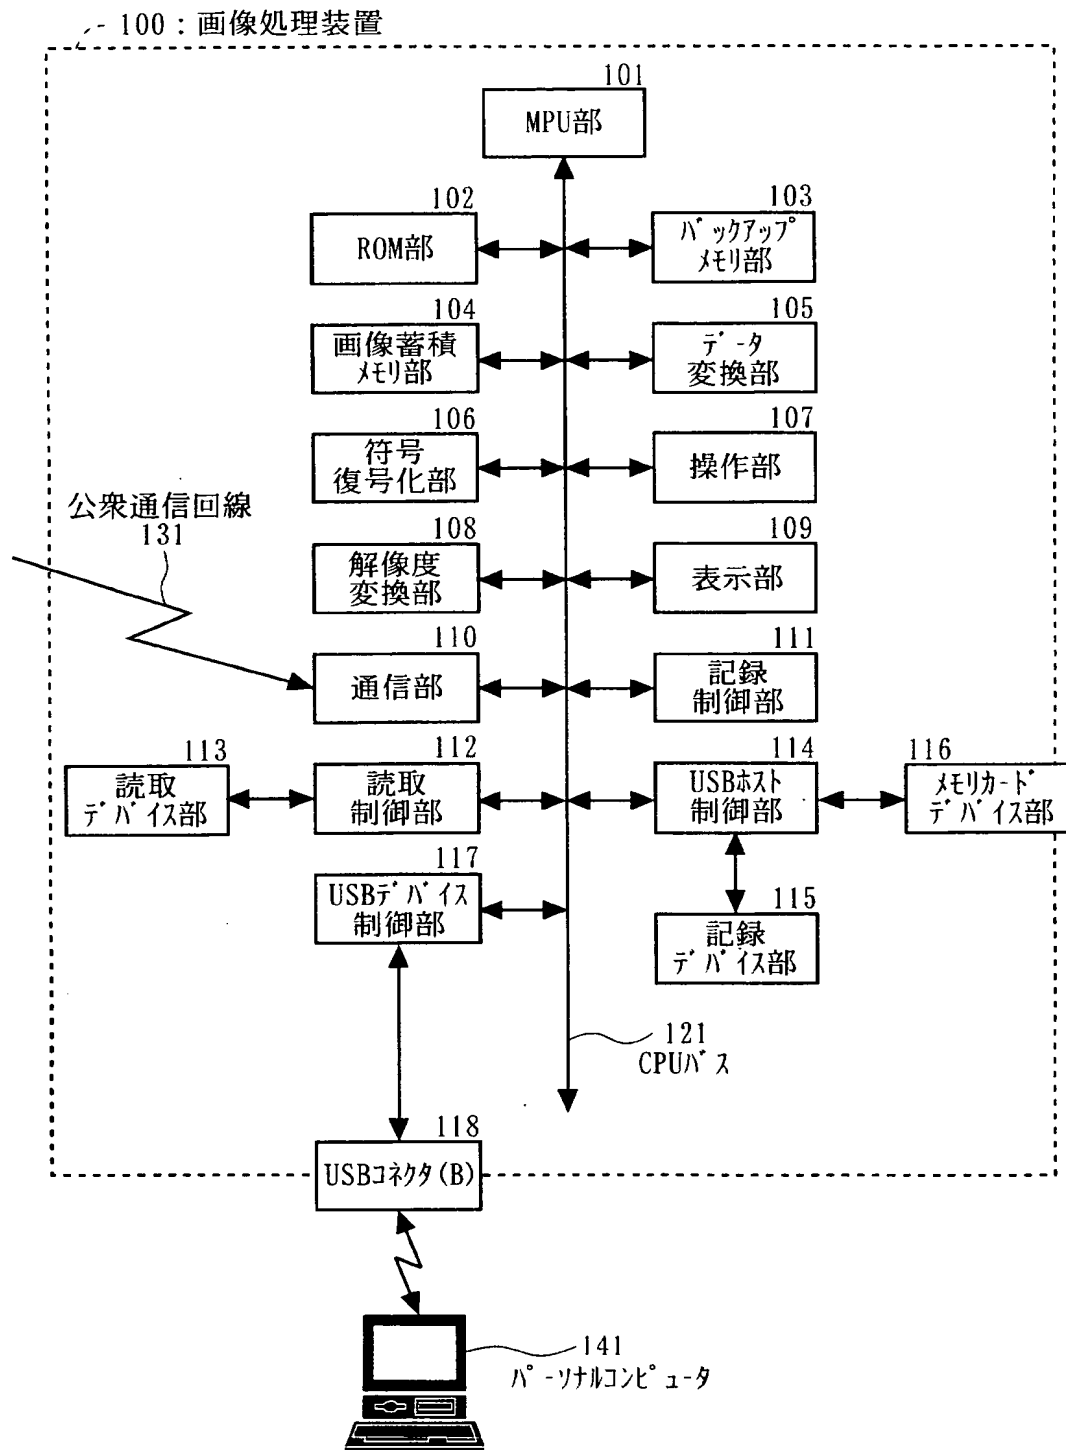 100：画像処理装置
101
MPU部
102
ROM部
103
ﾊﾞｯｸｱｯﾌﾟ
ﾒﾓﾘ部
104
画像蓄積
ﾒﾓﾘ部
105
ﾃﾞｰﾀ
変換部
106
符号
復号化部
107
操作部
公衆通信回線
131
108
解像度
変換部
109
表示部
110
通信部
111
記録
制御部
113
読取
ﾃﾞﾊﾞｲｽ部
112
読取
制御部
114
USBﾎｽﾄ
制御部
116
ﾒﾓﾘｶｰﾄﾞ
ﾃﾞﾊﾞｲｽ部
117
USBﾃﾞﾊﾞｲｽ
制御部
115
記録
ﾃﾞﾊﾞｲｽ部
121
CPUﾊﾞｽ
118
USBｺﾈｸﾀ(B)
141
ﾊﾟｰｿﾅﾙｺﾝﾋﾟｭｰﾀ